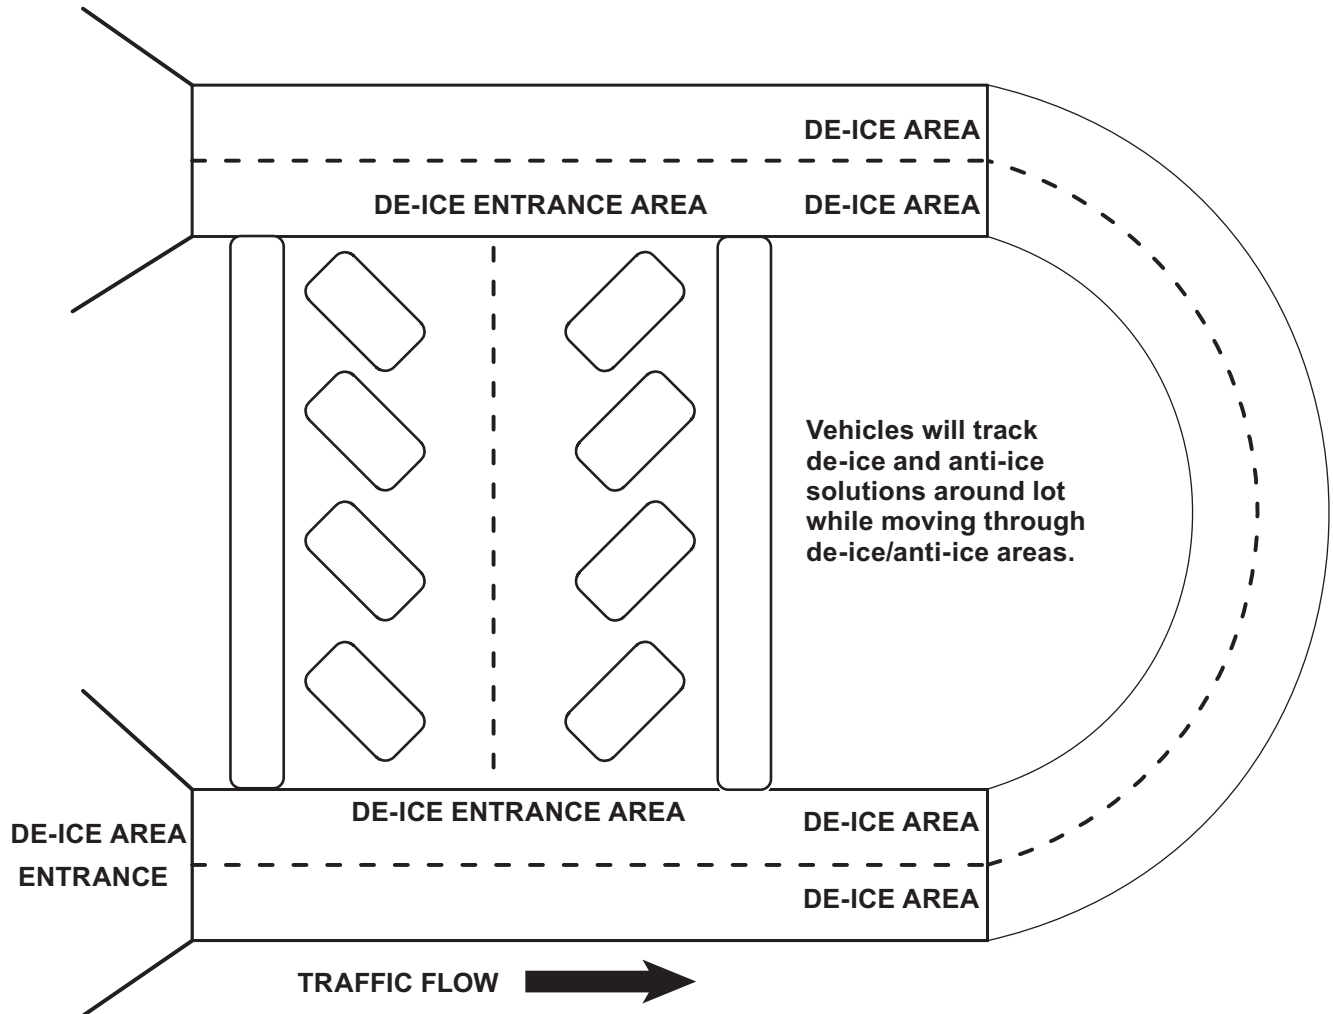 DE-ICE AREA
DE-ICE ENTRANCE AREA
DE-ICE AREA
Vehicles will track
de-ice and anti-ice
solutions around lot
while moving through
de-ice/anti-ice areas.
DE-ICE ENTRANCE AREA
DE-ICE AREA
DE-ICE AREA
ENTRANCE
DE-ICE AREA
TRAFFIC FLOW